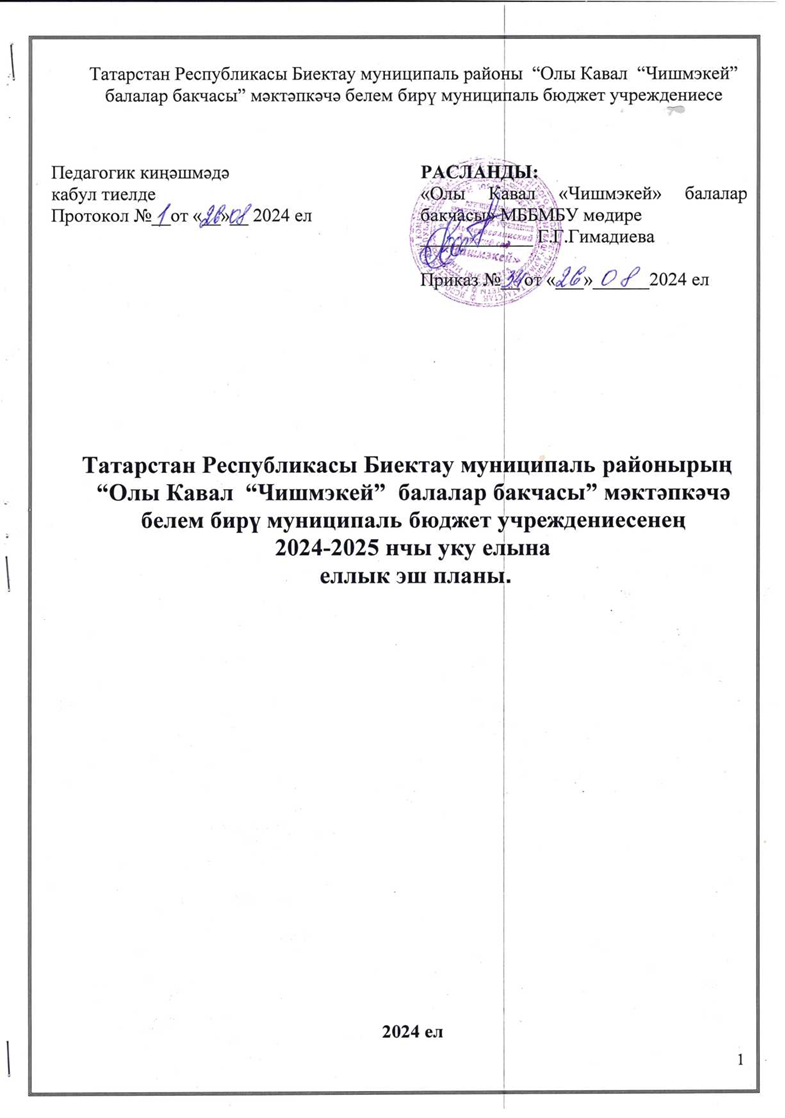 Татарстан Республикасы Биектау муниципаль районы “Олы Кавал “Чишмэкей”
балалар бакчасы” мәктәпкәчә белем бирү муниципаль бюджет учреждениесе
Педагогик киңәшмәдә
кабул тиелде
Протокол № 1 от «26» 08 2024 ел
РАСЛАНДЫ:
«Олы Кавал «Чишмэкей» балалар
бакчасы» МББМБУ мөдире
____________ Г.Г.Гимадиева
Приказ № 34 от «26» 08 2024 ел
Татарстан Республикасы Биектау муниципаль районырың
“Олы Кавал “Чишмэкей” балалар бакчасы” мәктәпкәчә
белем бирү муниципаль бюджет учреждениесенең
2024-2025 нчы уку елына
еллык эш планы.
2024 ел
1